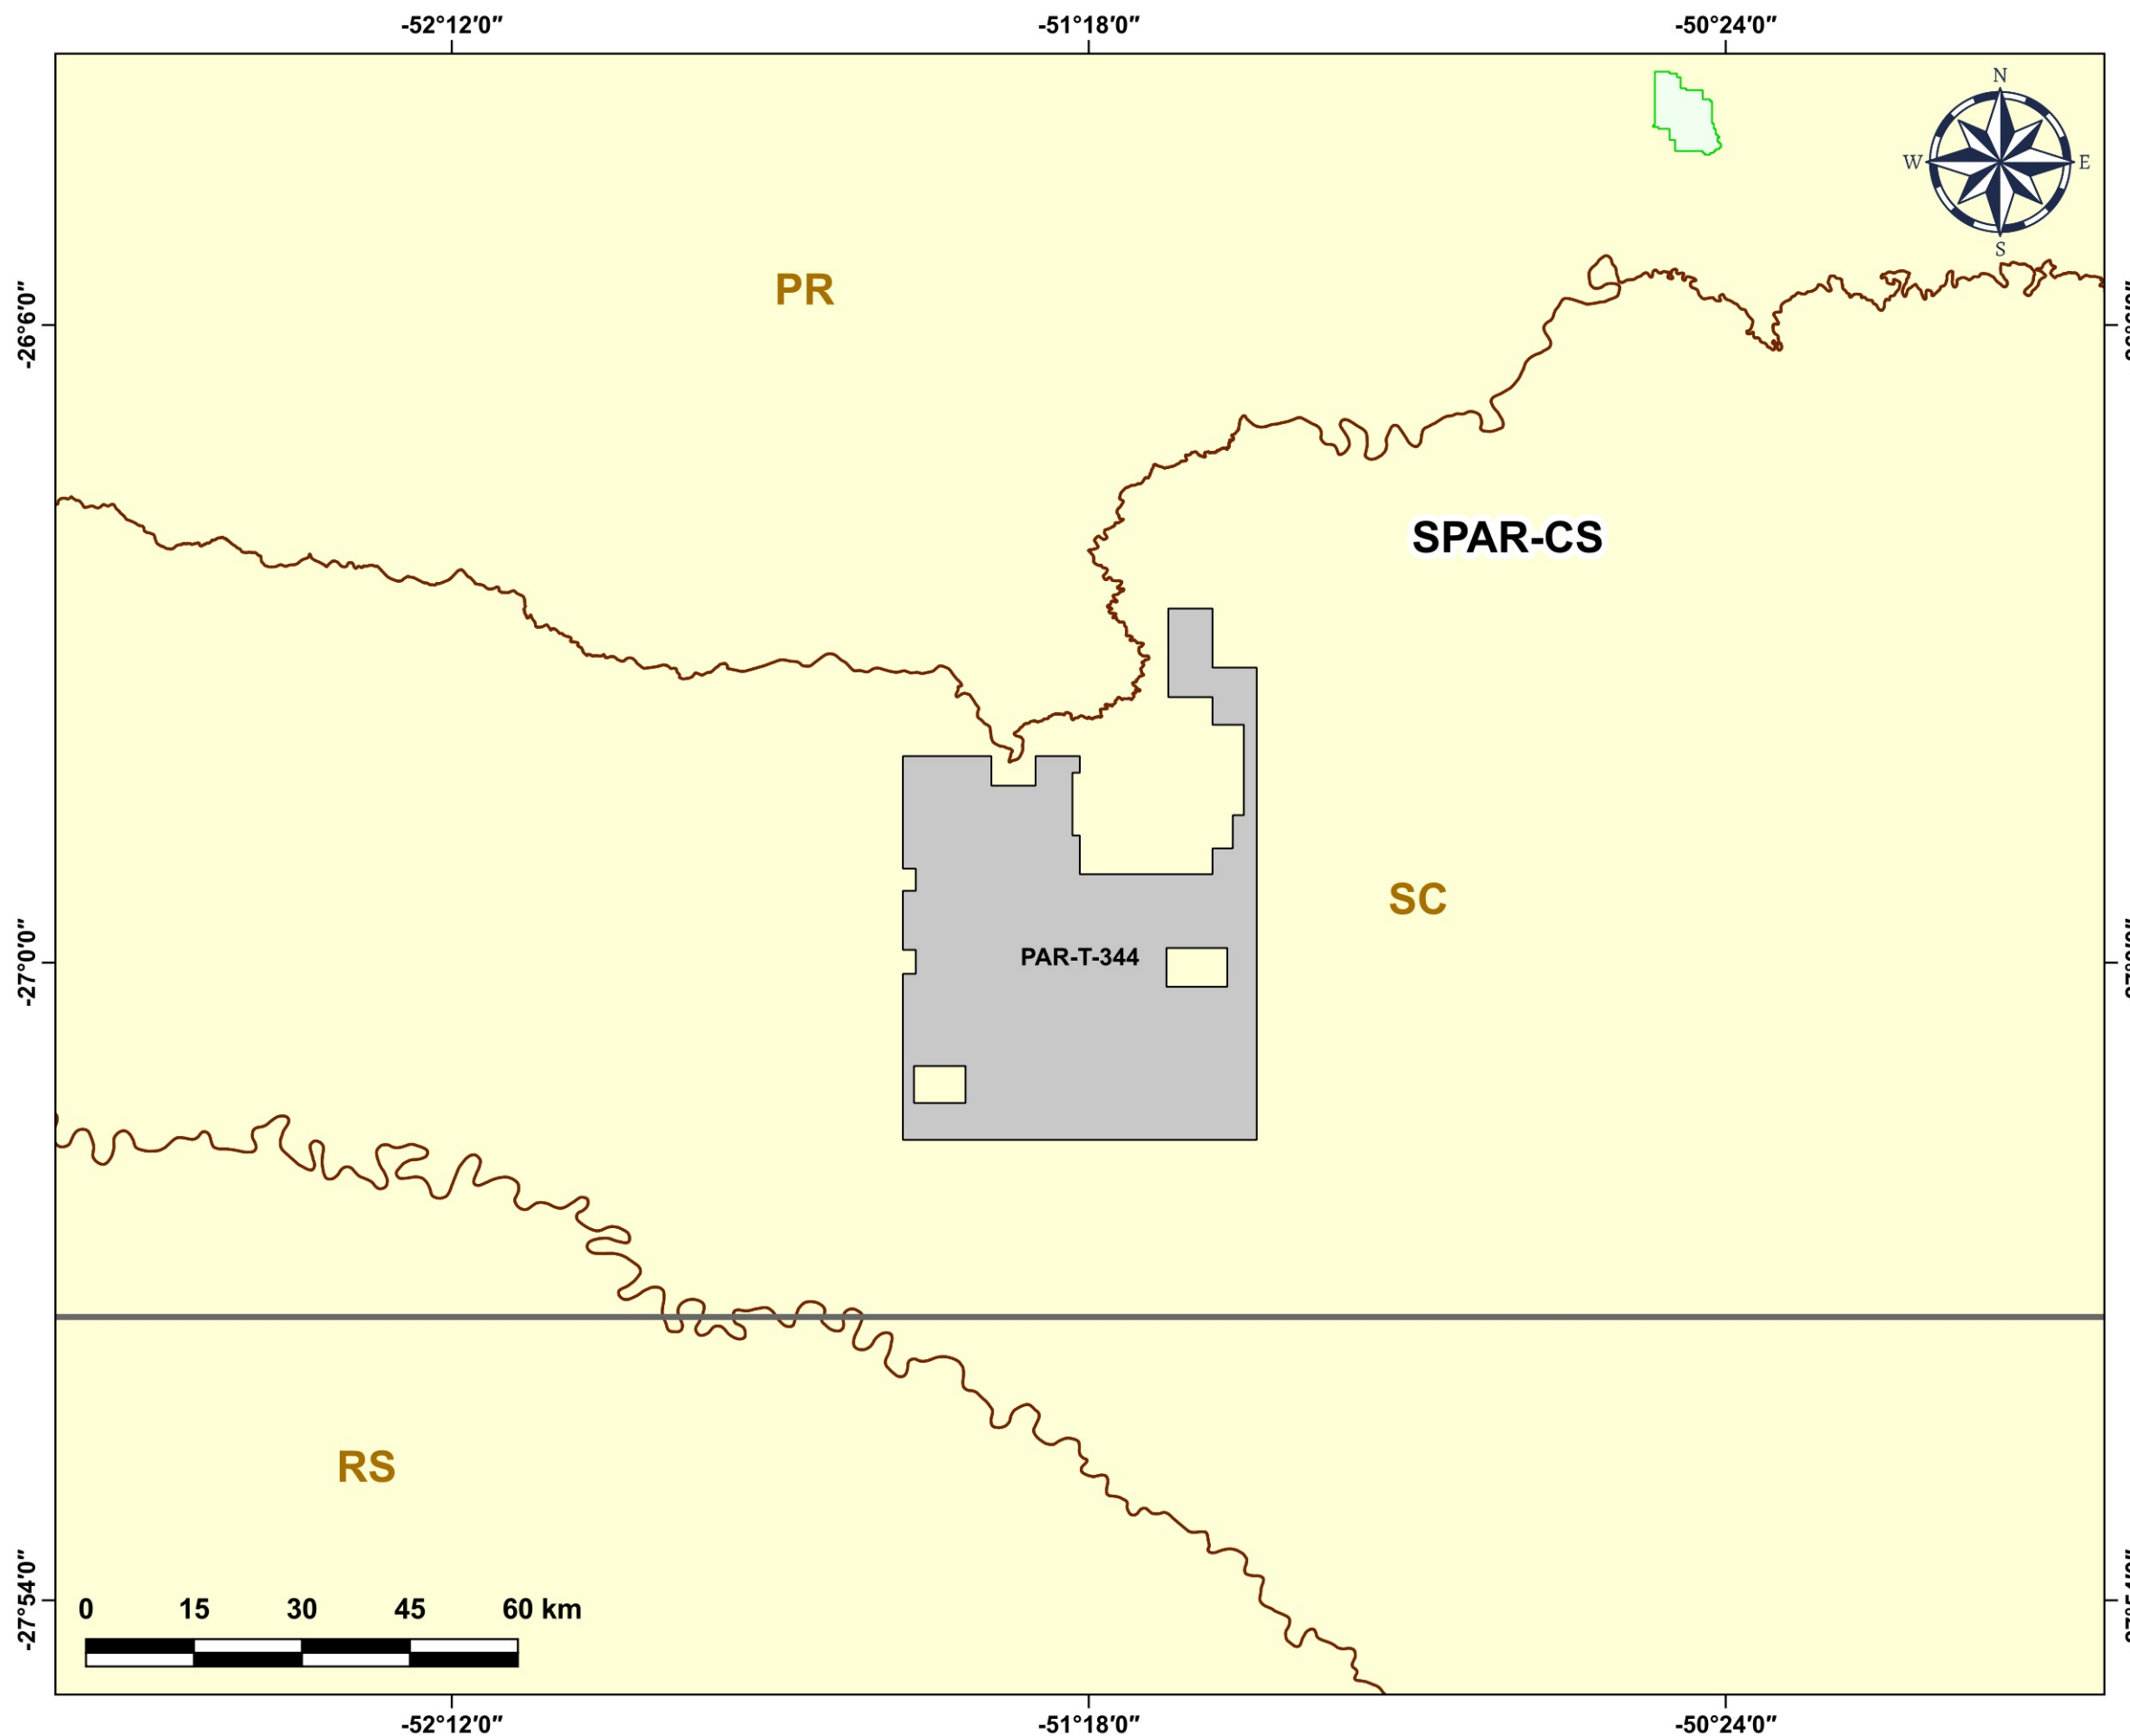 -52°12′0″ -51°18′0″ -50°24′0″
N
W E
S
PR
-26°6′0″
SPAR-CS
SC
-27°0′0″
PAR-T-344
RS
-27°54′0″
0 15 30 45 60 km
-52°12′0″ -51°18′0″ -50°24′0″